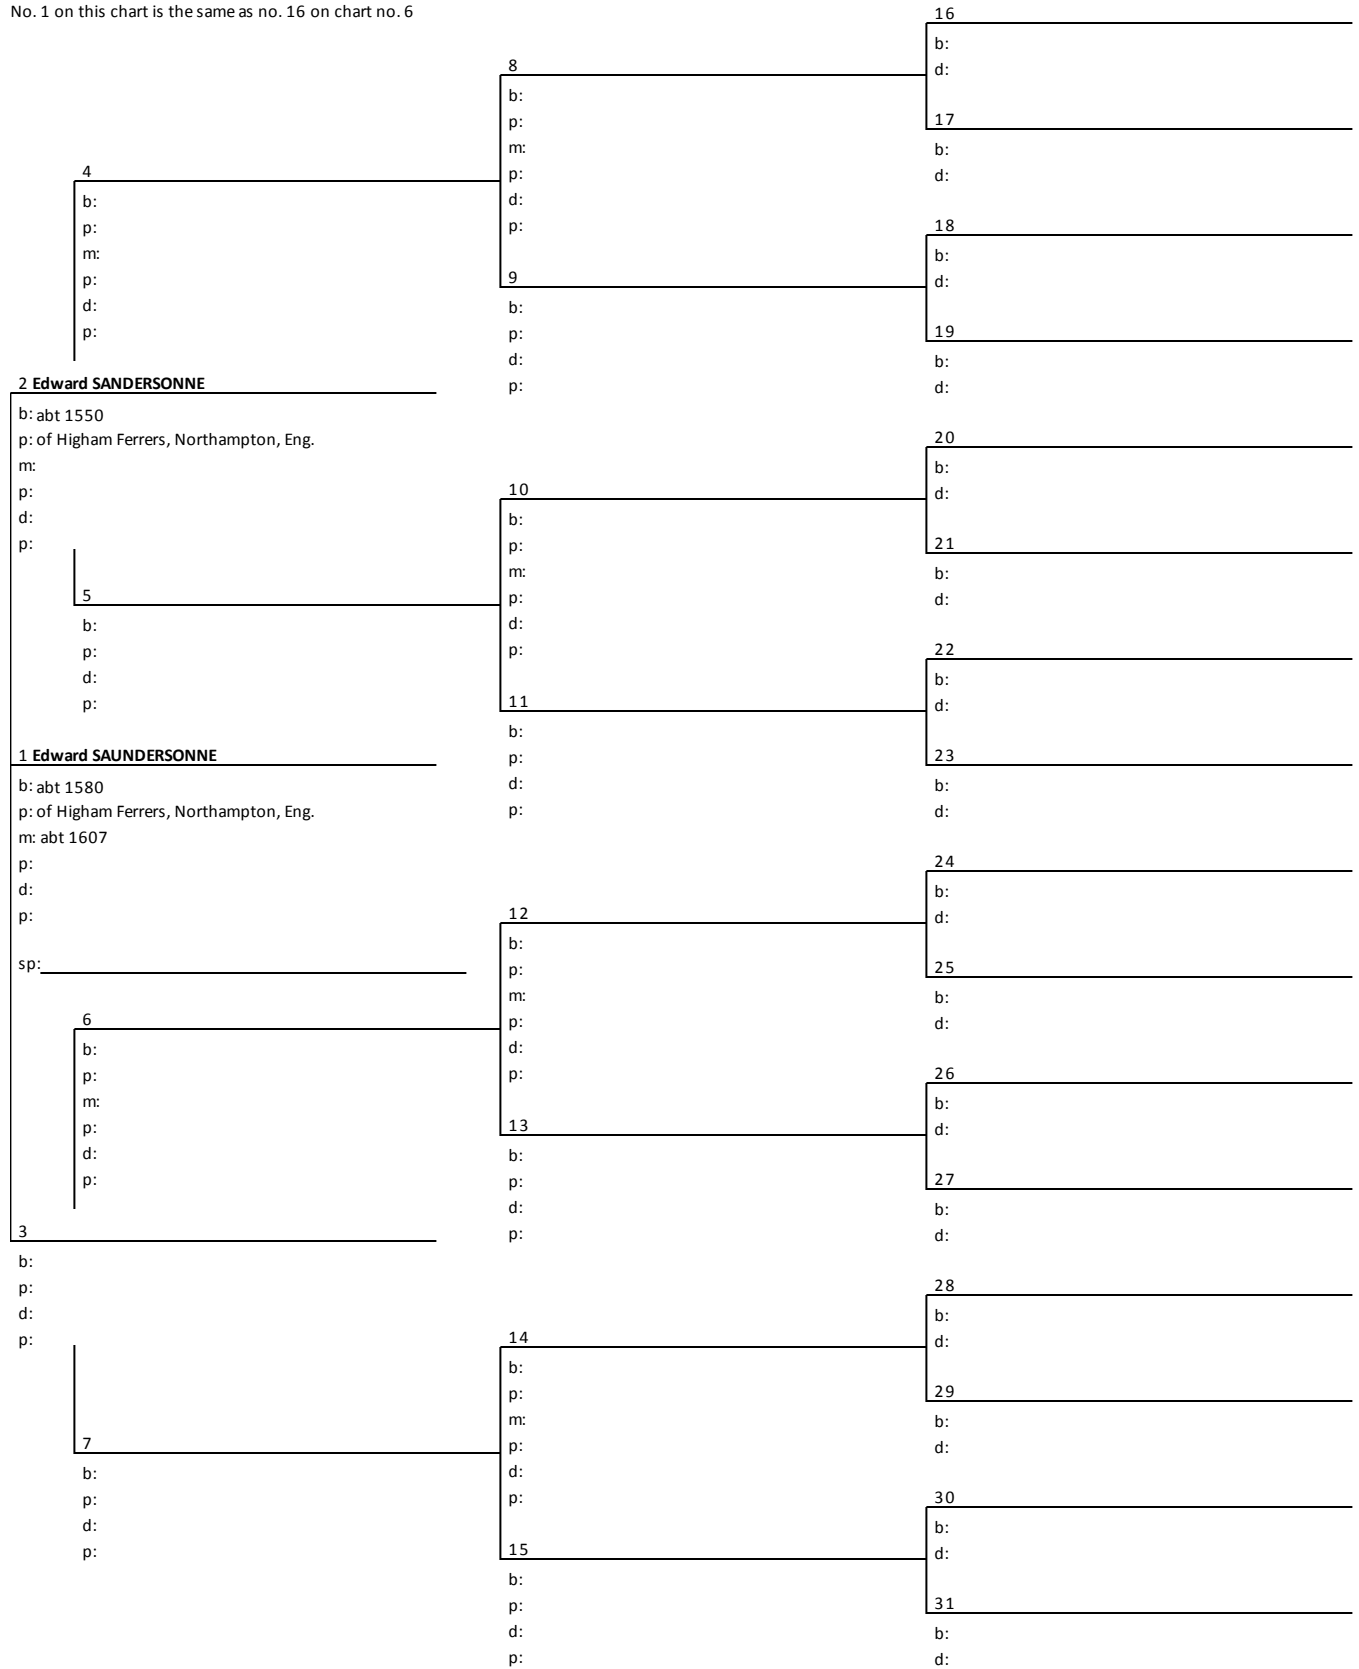 No. 1 on this chart is the same as no. 16 on chart no. 6
16
b:
d:
8
b:
p:
m:
p:
d:
p:
17
b:
d:
4
b:
p:
m:
p:
d:
p:
18
b:
d:
9
b:
p:
d:
p:
19
b:
d:
2 Edward SANDERSONNE
b: abt 1550
p: of Higham Ferrers, Northampton, Eng.
m:
p:
d:
p:
20
b:
d:
10
b:
p:
m:
p:
d:
p:
21
b:
d:
5
b:
p:
d:
p:
22
b:
d:
11
b:
p:
d:
p:
23
b:
d:
1 Edward SAUNDERSONNE
b: abt 1580
p: of Higham Ferrers, Northampton, Eng.
m: abt 1607
p:
d:
p:
sp:
24
b:
d:
12
b:
p:
m:
p:
d:
p:
25
b:
d:
6
b:
p:
m:
p:
d:
p:
26
b:
d:
13
b:
p:
d:
p:
27
b:
d:
3
b:
p:
d:
p:
28
b:
d:
14
b:
p:
m:
p:
d:
p:
29
b:
d:
7
b:
p:
d:
p:
30
b:
d:
15
b:
p:
d:
p:
31
b:
d: